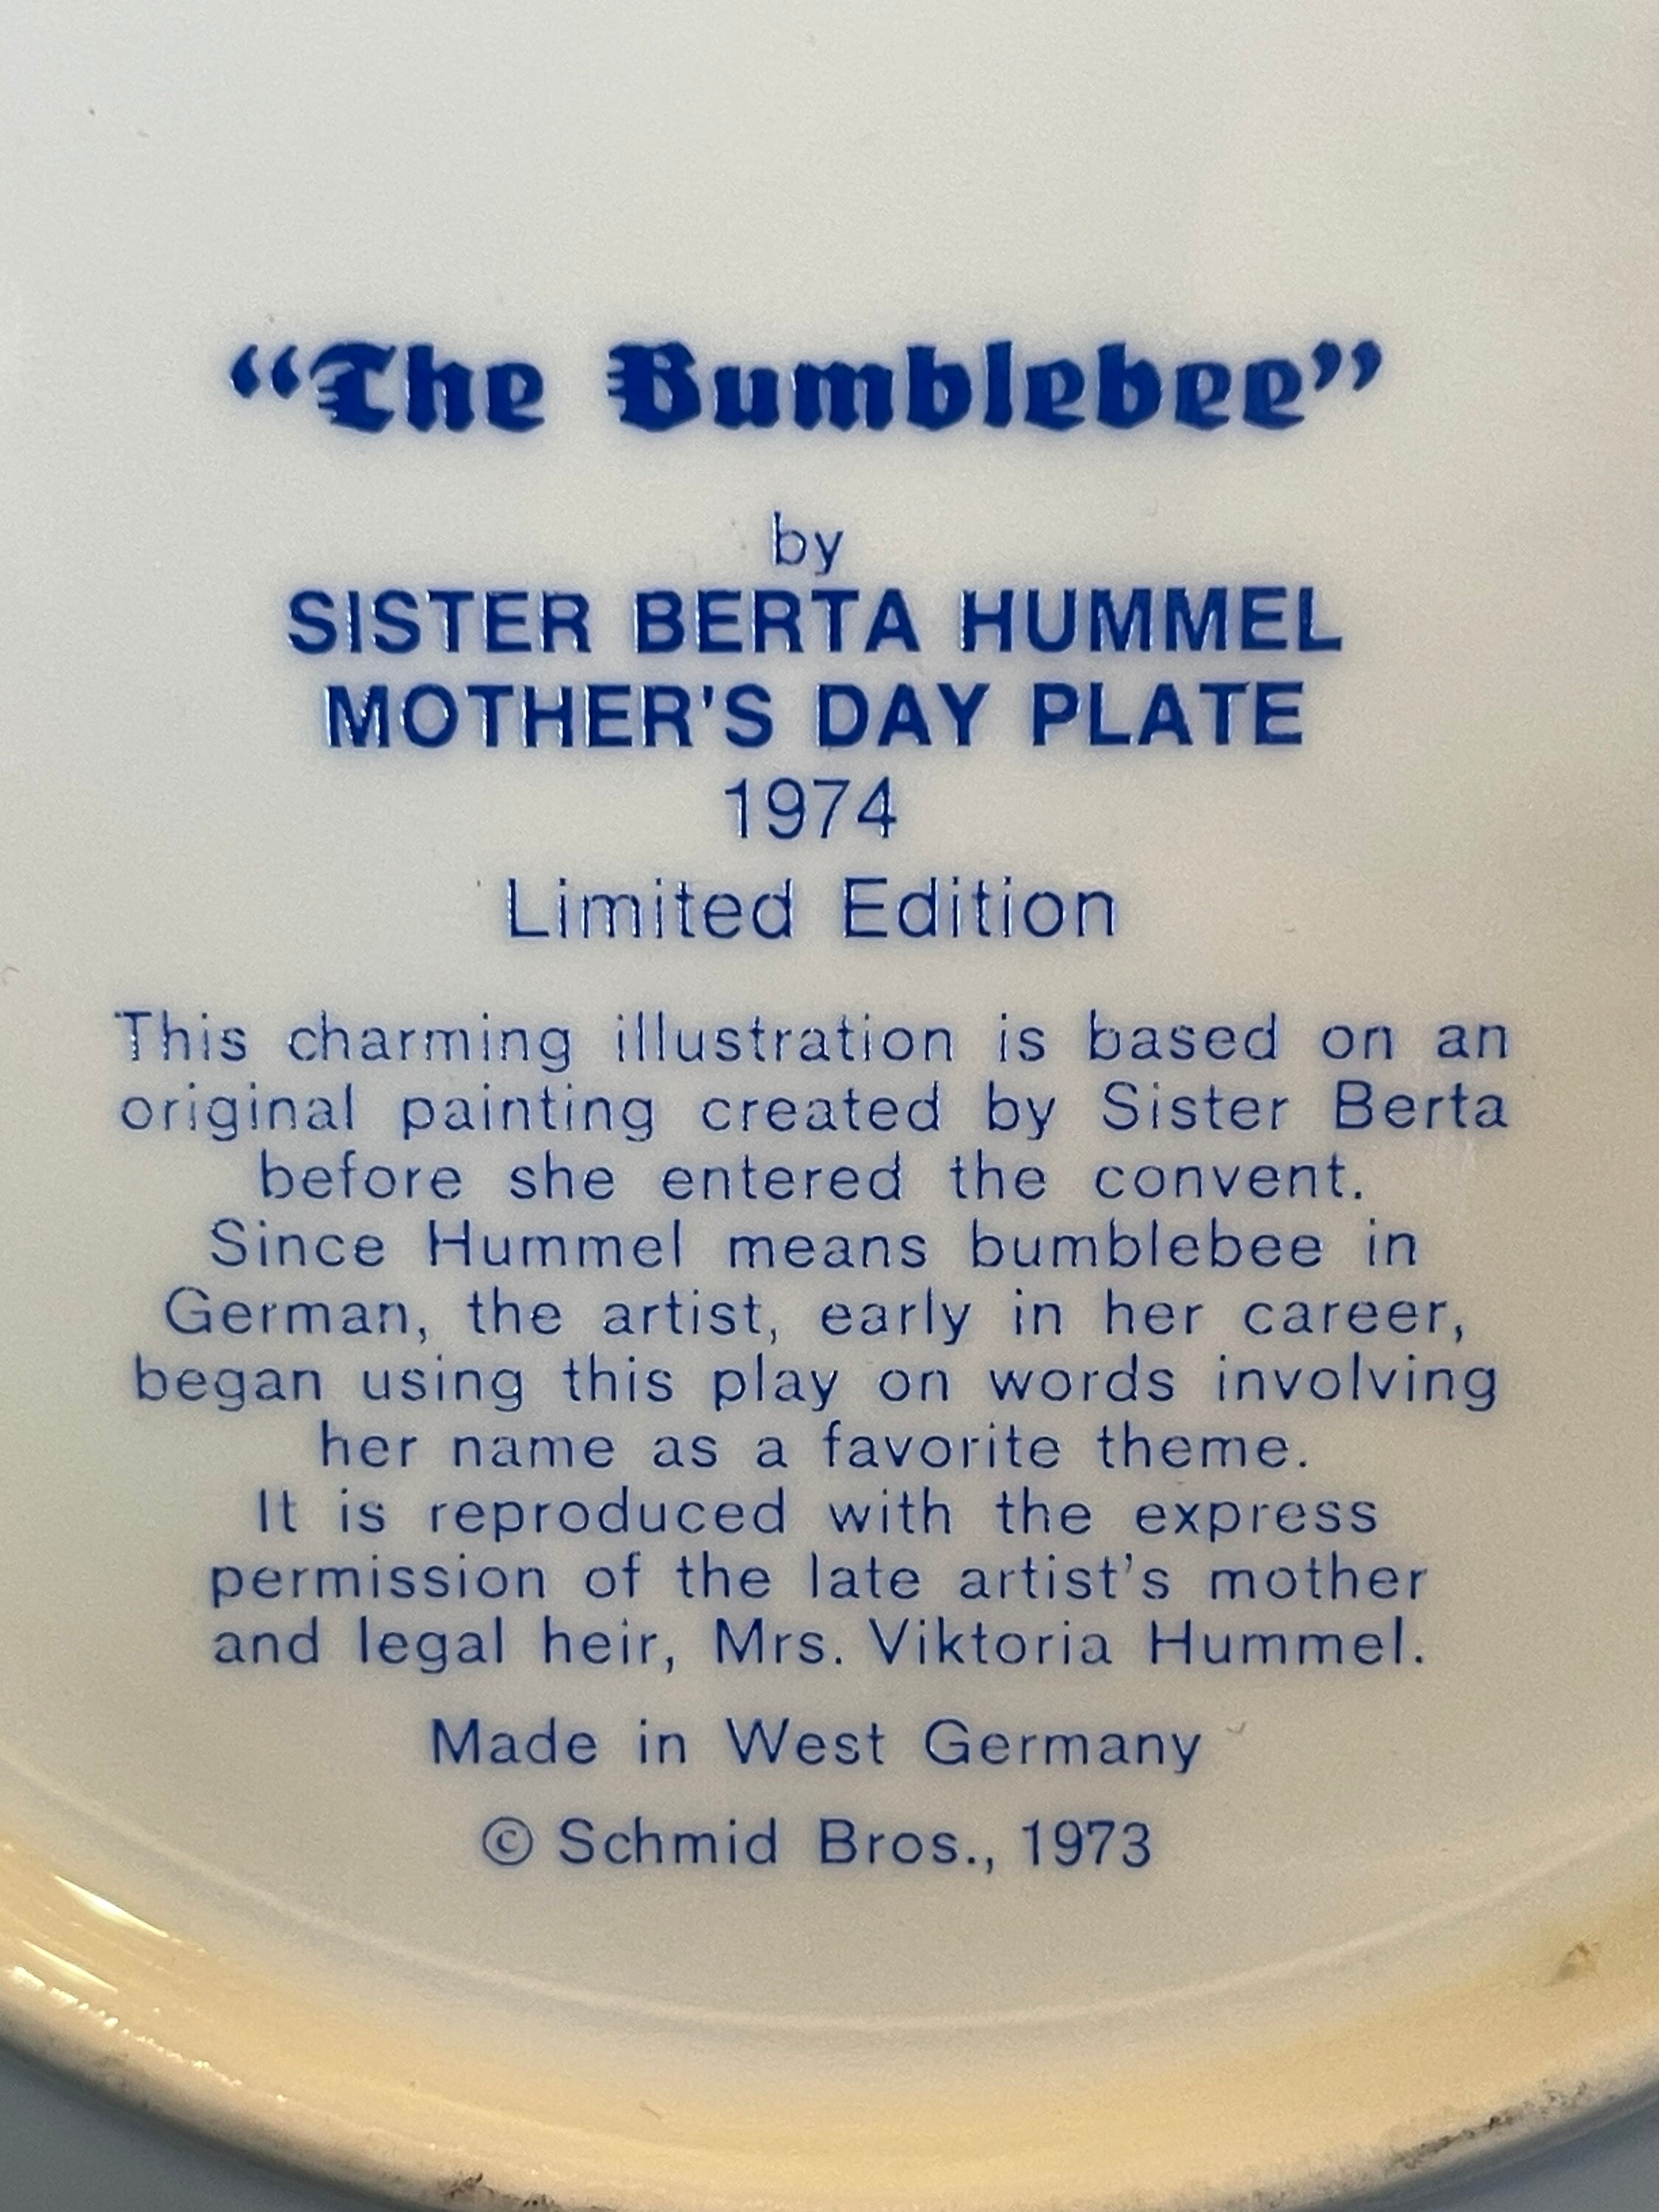 “The Bumblebee”
by
SISTER BERTA HUMMEL
MOTHER'S DAY PLATE
1974
Limited Edition
This charming illustration is based on an
original painting created by Sister Berta
before she entered the convent.
Since Hummel means bumblebee in
German, the artist, early in her career,
began using this play on words involving
her name as a favorite theme.
It is reproduced with the express
permission of the late artist's mother
and legal heir, Mrs. Viktoria Hummel.
Made in West Germany
© Schmid Bros., 1973